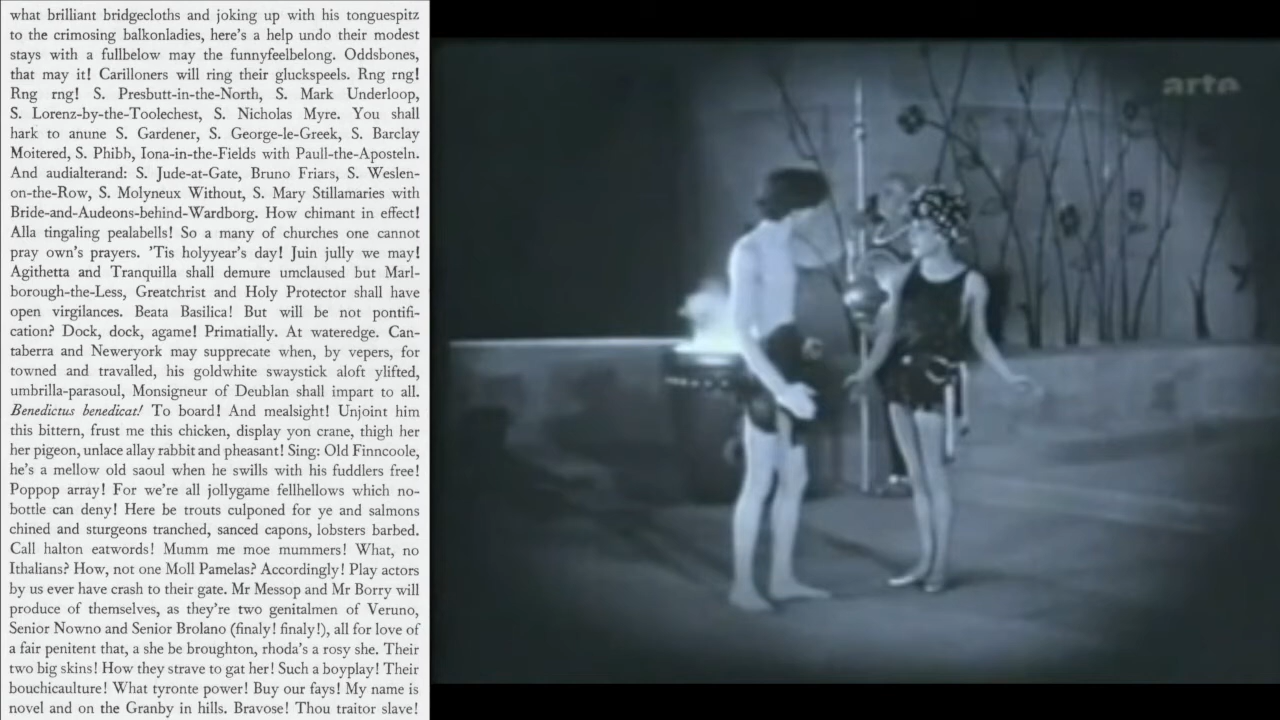 what brilliant bridgecloths and joking up with his tonguespitz
to the crimosing balkonladies, here's a help undo their modest
stays with a fullbelow may the funnyfeelbelong. Oddsbones,
that may it! Carilloners will ring their gluckspeels. Rng rng!
Rng rng! S. Presbutt-in-the-North, S. Mark Underloop,
S. Lorenz-by-the-Toolechest, S. Nicholas Myre. You shall
hark to anune S. Gardener, S. George-le-Greek, S. Barclay
Moitered, S. Phibh, Iona-in-the-Fields with Paull-the-Aposteln.
And audialterand: S. Jude-at-Gate, Bruno Friars, S. Weslen-
on-the-Row, S. Molyneux Without, S. Mary Stillamaries with
Bride-and-Audeons-behind-Wardborg. How chimant in effect!
Alla tingaling pealabells! So a many of churches one cannot
pray own's prayers. 'Tis holyyear's day! Juin jully we may!
Agithetta and Tranquilla shall demure umclaused but Marl-
borough-the-Less, Greatchrist and Holy Protector shall have
open virgilances. Beata Basilica! But will be not pontifi-
cation? Dock, dock, agame! Primatially. At wateredge. Can-
taberra and Neweryork may supprecate when, by vepers, for
towned and travalled, his goldwhite swaystick aloft ylifted,
umbrilla-parasoul, Monsigneur of Deublan shall impart to all.
Benedictus benedicat! To board! And mealsight! Unjoint him
this bittern, frust me this chicken, display yon crane, thigh her
her pigeon, unlace allay rabbit and pheasant! Sing: Old Finncoole,
he's a mellow old saoul when he swills with his fuddlers free!
Poppop array! For we're all jollygame fellhellows which no-
bottle can deny! Here be trouts culponed for ye and salmons
chined and sturgeons tranched, sanced capons, lobsters barbed.
Call halton eatwords! Mumm me moe mummers! What, no
Ithalians? How, not one Moll Pamelas? Accordingly! Play actors
by us ever have crash to their gate. Mr Messop and Mr Borry will
produce of themselves, as they're two genitalmen of Veruno,
Senior Nowno and Senior Brolano (finaly! finaly!), all for love of
a fair penitent that, a she be broughton, rhoda's a rosy she. Their
two big skins! How they strave to gat her! Such a boyplay! Their
bouchicaulture! What tyronte power! Buy our fays! My name is
novel and on the Granby in hills. Bravose! Thou traitor slave!
arte